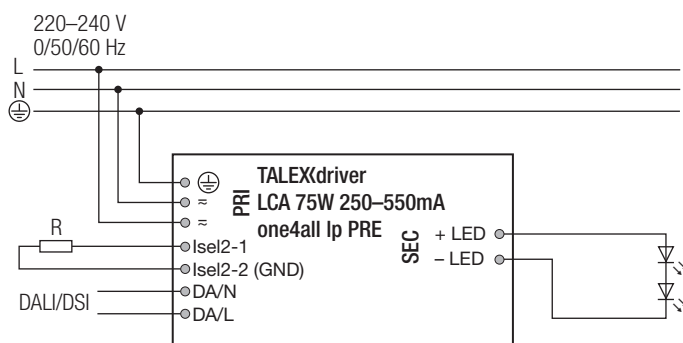 220–240 V
0/50/60 Hz
L
N
PRI
≂
≂
TALEXXdriver
LCA 75W 250–550mA
one4all lp PRE
R
Isel2-1
Isel2-2 (GND)
DALI/DSI
DA/N
DA/L
SEC
+ LED
– LED